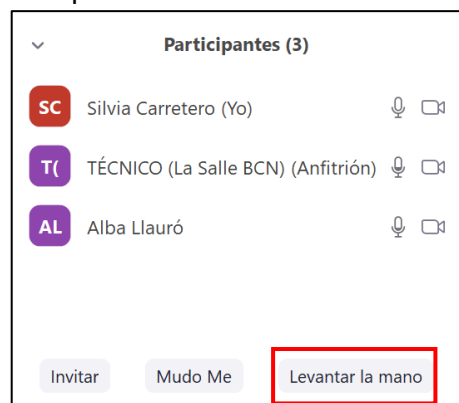 Participantes (3)
SC Silvia Carretero (Yo)
T( TÉCNICO (La Salle BCN) (Anfitrión)
AL Alba Llauró
Invitar Mudo Me Levantar la mano